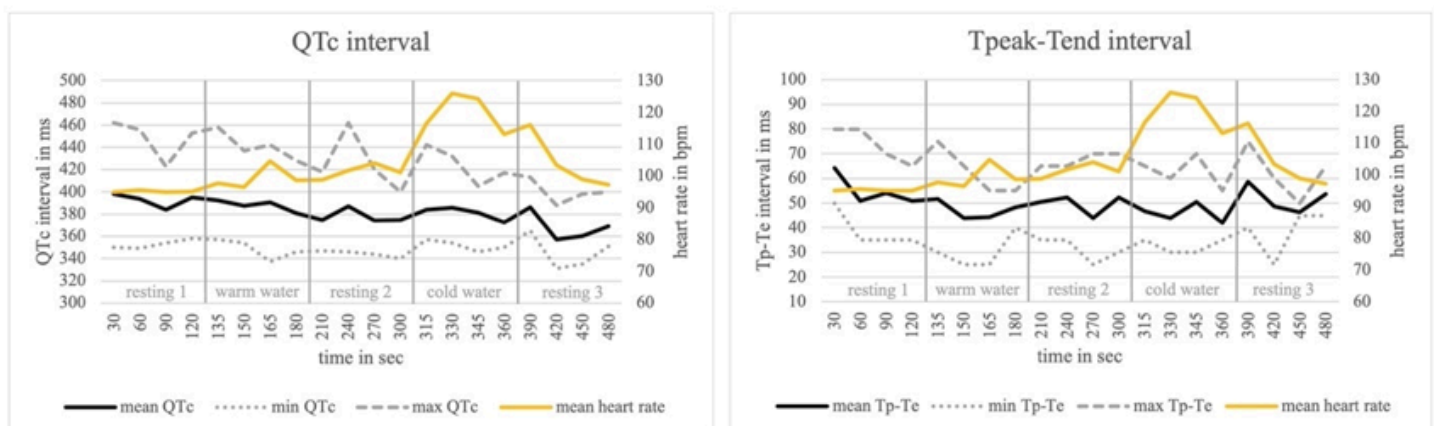 QTc interval
500
480
460
440
420
400
380
360
340
320
300
QTc interval in ms
130
120
110
100
90
80
70
60
heart rate in bpm
resting 1 warm water resting 2 cold water resting 3
30 60 90 120 135 150 165 180 210 240 270 300 315 330 345 360 390 420 450 480
time in sec
mean QTc min QTc max QTc mean heart rate
Tpeak-Tend interval
100
90
80
70
60
50
40
30
20
10
Tp-Te interval in ms
130
120
110
100
90
80
70
60
heart rate in bpm
resting 1 warm water resting 2 cold water resting 3
30 60 90 120 135 150 165 180 210 240 270 300 315 330 345 360 390 420 450 480
time in sec
mean Tp-Te min Tp-Te max Tp-Te mean heart rate